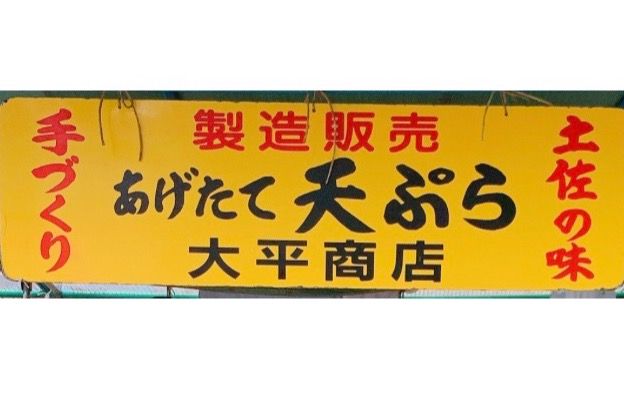 手づくり
製造販売
あげたて天ぷら
大平商店
土佐の味